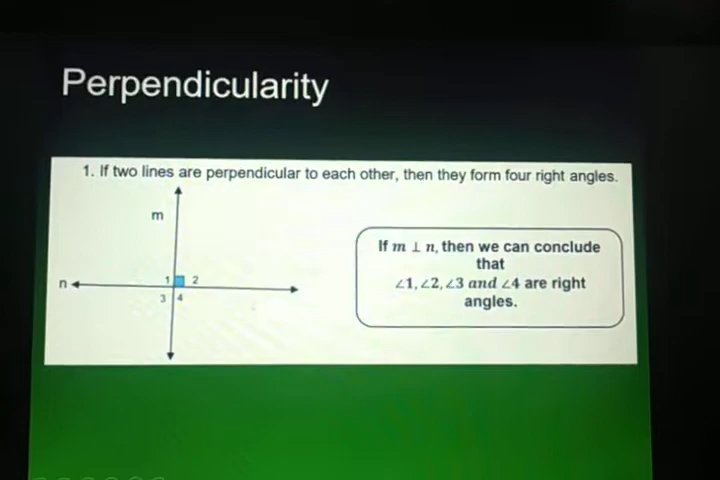 Perpendicularity
1. If two lines are perpendicular to each other, then they form four right angles.
m
If m ⊥ n, then we can conclude
that
∠1, ∠2, ∠3 and ∠4 are right
angles.
n
1 2
3 4